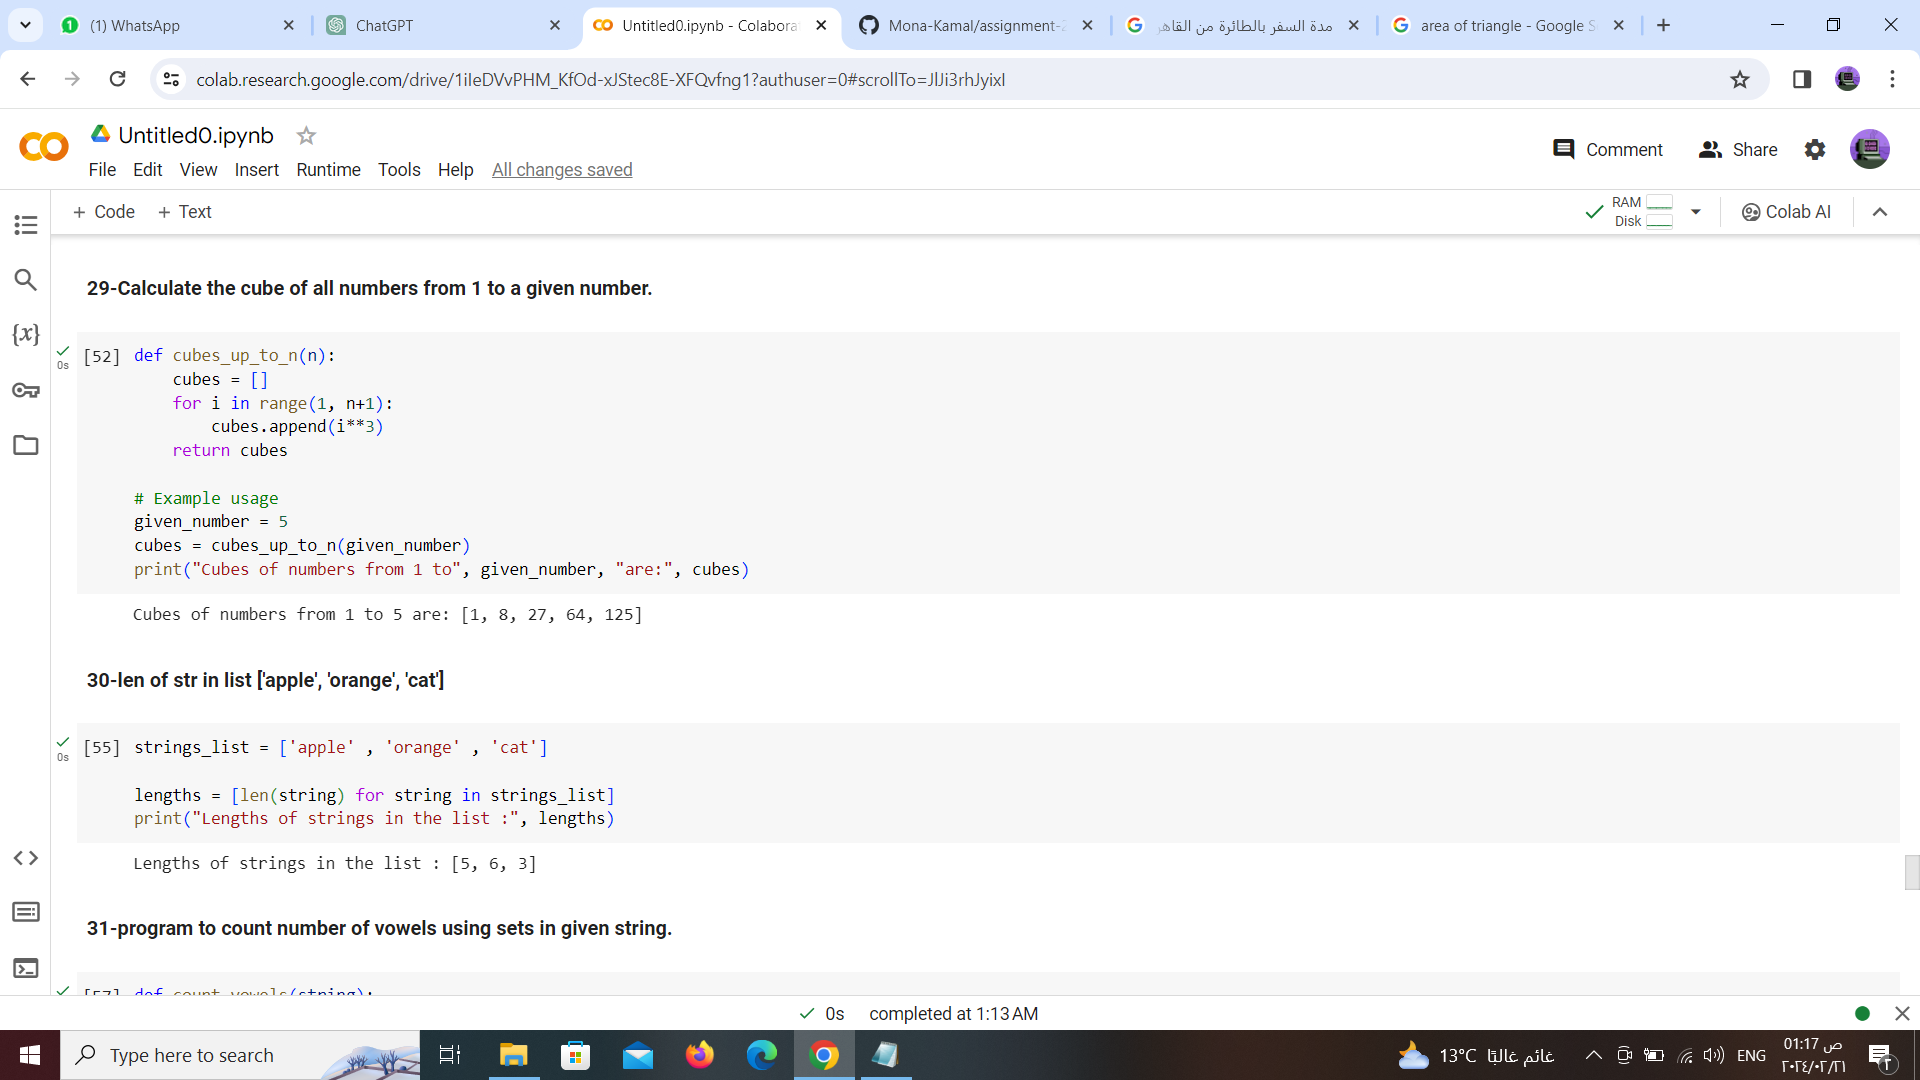 (1) WhatsApp
ChatGPT
Untitled0.ipynb - Colabora
Mona-Kamal/assignment-2
مدة السفر بالطائرة من القاهر
area of triangle - Google S
colab.research.google.com/drive/1iIeDVvPHM_KfOd-xJStec8E-XFQvfng1?authuser=0#scrollTo=JlJi3rhJyixI
Untitled0.ipynb
Comment
Share
File Edit View Insert Runtime Tools Help All changes saved
+ Code + Text
RAM
Disk
Colab AI
29-Calculate the cube of all numbers from 1 to a given number.
0s
[52] def cubes_up_to_n(n):
cubes = []
for i in range(1, n+1):
cubes.append(i**3)
return cubes
# Example usage
given_number = 5
cubes = cubes_up_to_n(given_number)
print("Cubes of numbers from 1 to", given_number, "are:", cubes)
Cubes of numbers from 1 to 5 are: [1, 8, 27, 64, 125]
30-len of str in list ['apple', 'orange', 'cat']
0s
[55] strings_list = ['apple' , 'orange' , 'cat']
lengths = [len(string) for string in strings_list]
print("Lengths of strings in the list :", lengths)
Lengths of strings in the list : [5, 6, 3]
31-program to count number of vowels using sets in given string.
[57] def count_vowels(string):
0s completed at 1:13 AM
Type here to search
13°C غائم غالبًا
ENG
01:17 ص
٢٠٢٤/٠٢/٢١
٢